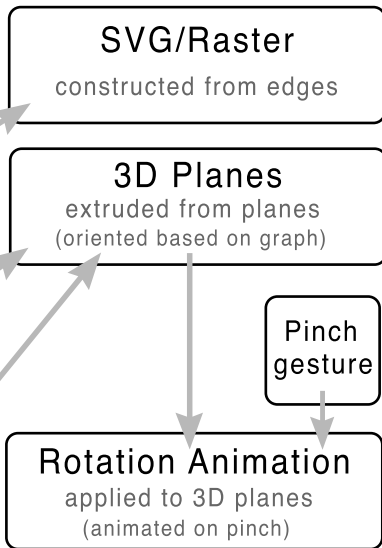 SVG/Raster
constructed from edges
3D Planes
extruded from planes
(oriented based on graph)
Pinch
gesture
Rotation Animation
applied to 3D planes
(animated on pinch)